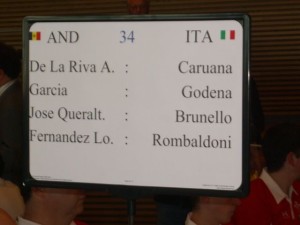 AND 34 ITA
De La Riva A. : Caruana
Garcia : Godena
Jose Queralt. : Brunello
Fernandez Lo. : Rombaldoni